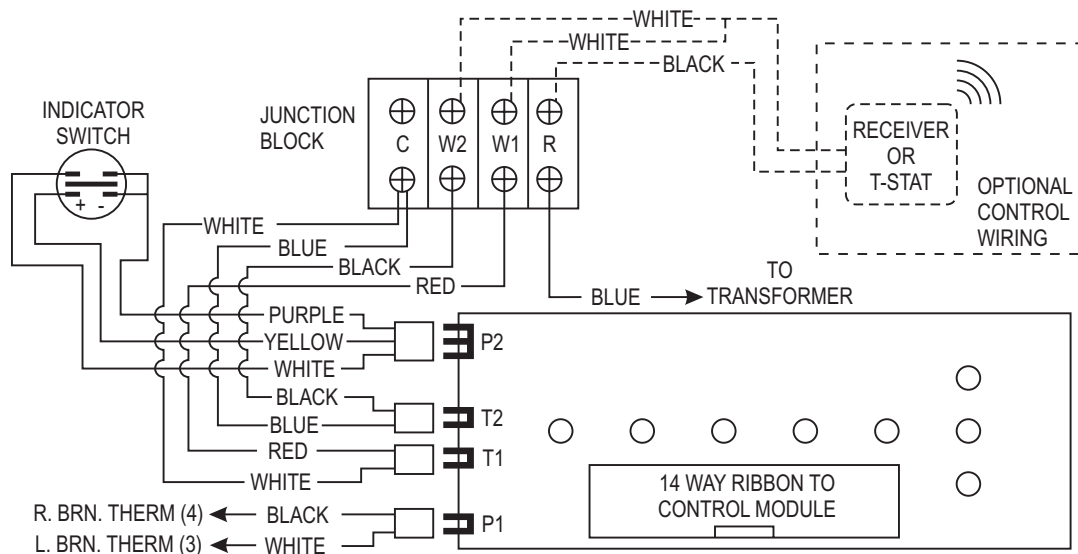 WHITE
WHITE
BLACK
INDICATOR
SWITCH
+ -
JUNCTION
BLOCK
C W2 W1 R
RECEIVER
OR
T-STAT
OPTIONAL
CONTROL
WIRING
WHITE
BLUE
BLACK
RED
BLUE
TO
TRANSFORMER
PURPLE
YELLOW
WHITE
P2
BLACK
BLUE
T2
RED
WHITE
T1
R. BRN. THERM (4)
BLACK
L. BRN. THERM (3)
WHITE
P1
14 WAY RIBBON TO
CONTROL MODULE